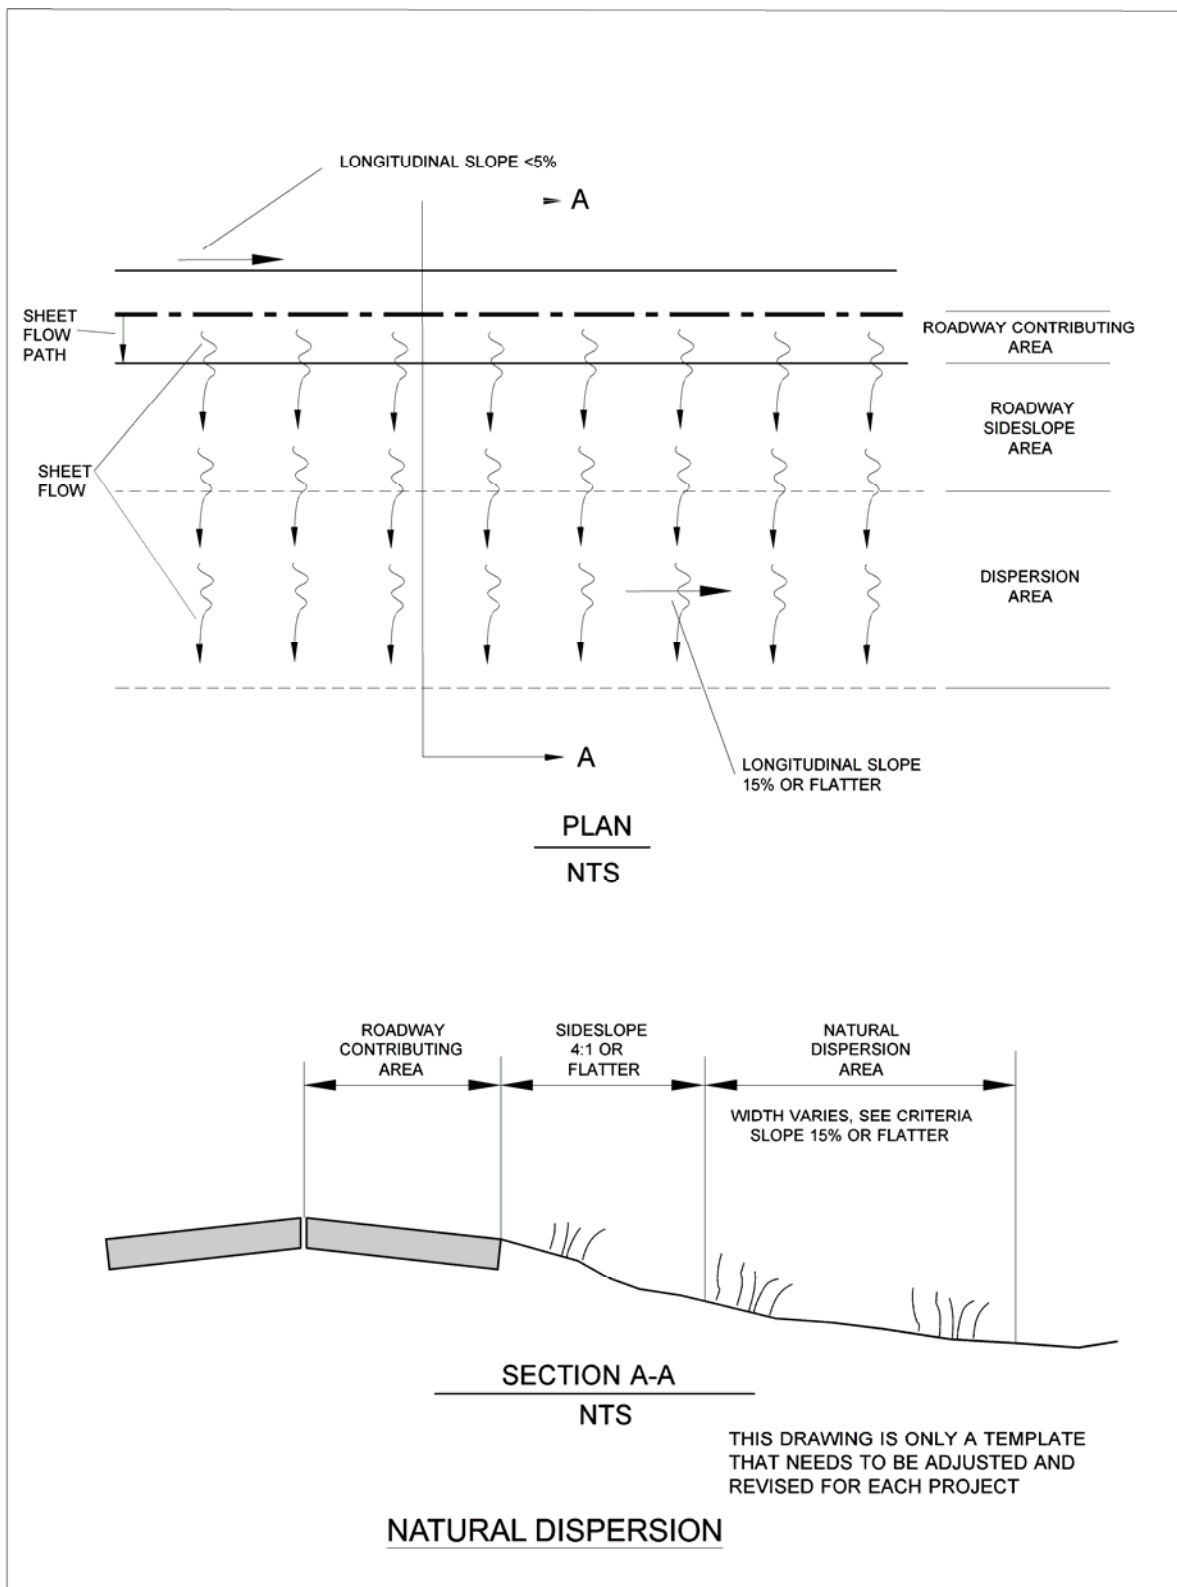 LONGITUDINAL SLOPE <5%
A
SHEET
FLOW
PATH
ROADWAY CONTRIBUTING
AREA
ROADWAY
SIDESLOPE
AREA
SHEET
FLOW
DISPERSION
AREA
A
LONGITUDINAL SLOPE
15% OR FLATTER
PLAN
NTS
ROADWAY
CONTRIBUTING
AREA
SIDESLOPE
4:1 OR
FLATTER
NATURAL
DISPERSION
AREA
WIDTH VARIES, SEE CRITERIA
SLOPE 15% OR FLATTER
SECTION A-A
NTS
THIS DRAWING IS ONLY A TEMPLATE
THAT NEEDS TO BE ADJUSTED AND
REVISED FOR EACH PROJECT
NATURAL DISPERSION